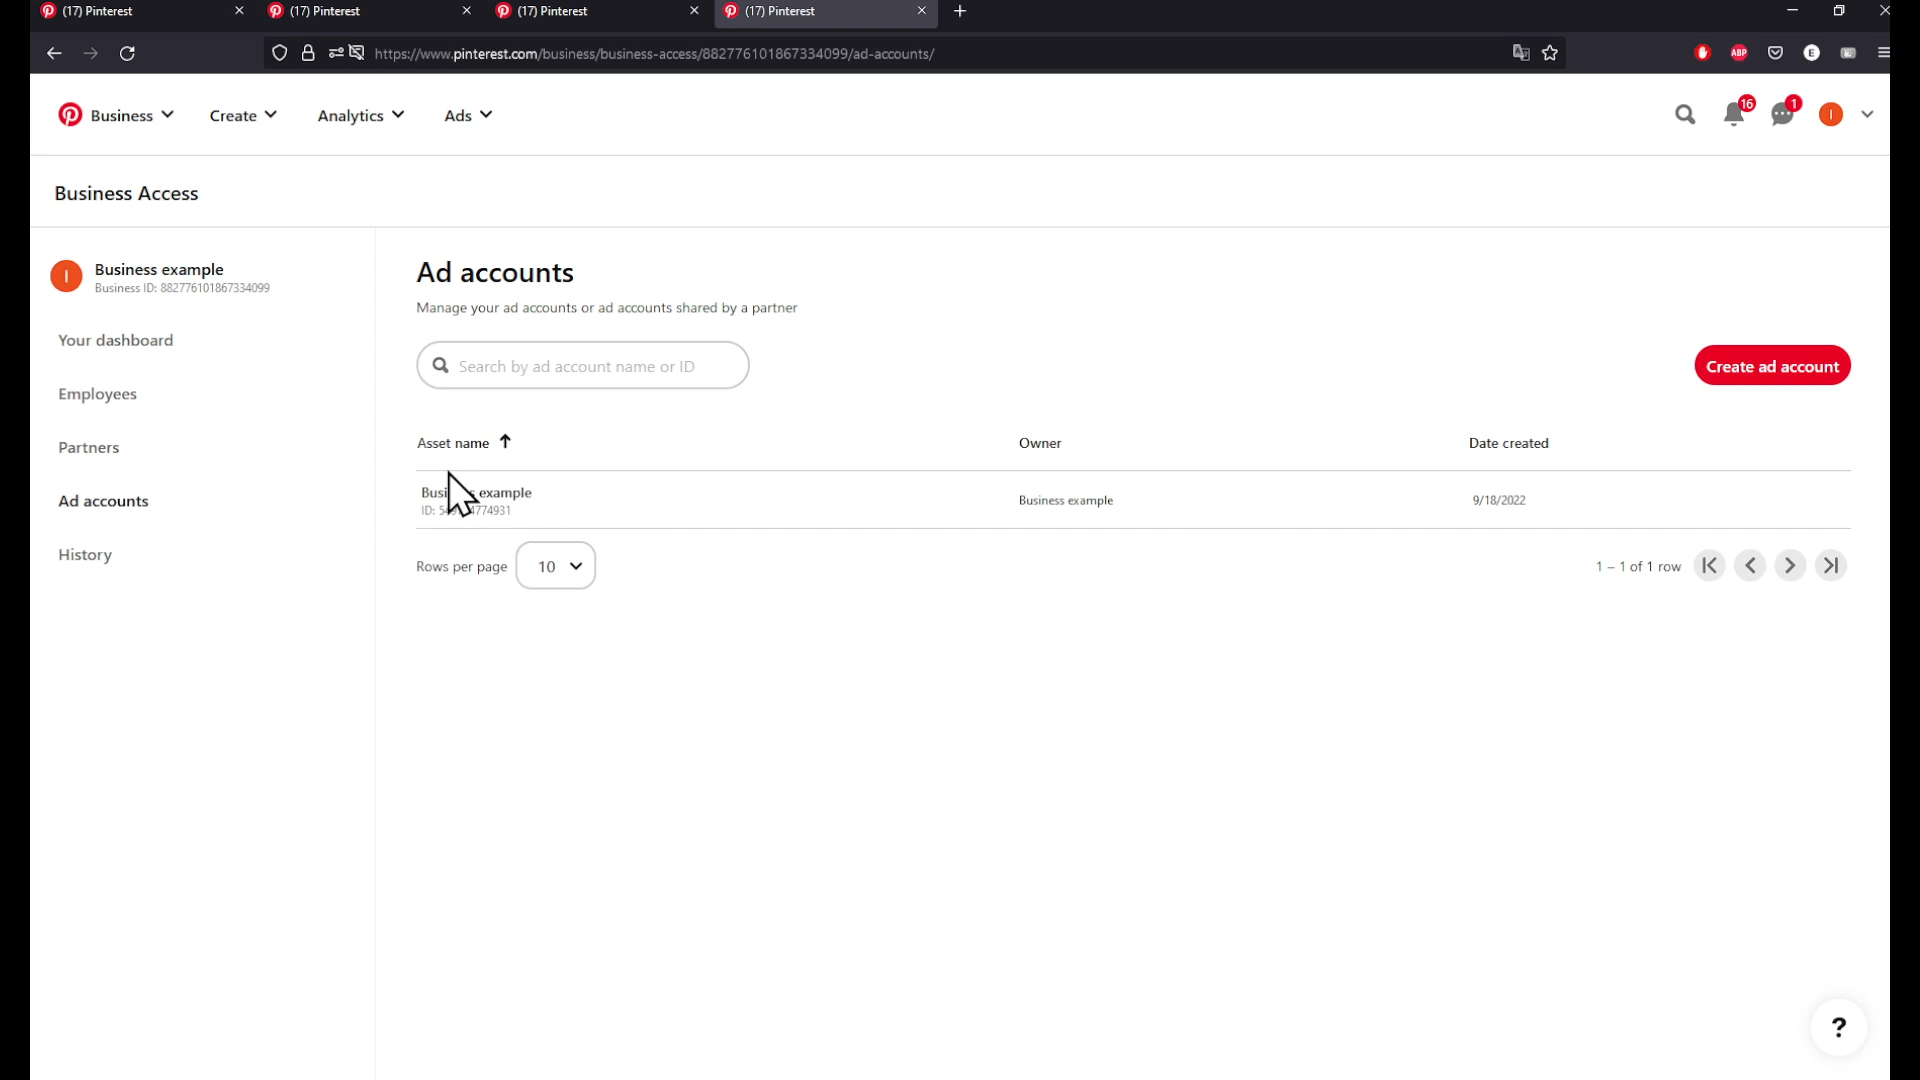 (17) Pinterest (17) Pinterest (17) Pinterest (17) Pinterest
https://www.pinterest.com/business/business-access/882776101867334099/ad-accounts/
ABP E
Business Create Analytics Ads 16 1 I
Business Access
I Business example
Business ID: 882776101867334099
Your dashboard
Employees
Partners
Ad accounts
History
Ad accounts
Manage your ad accounts or ad accounts shared by a partner
Search by ad account name or ID
Create ad account
Asset name Owner Date created
example Business example 9/18/2022
ID:
Rows per page 10 1 – 1 of 1 row
?